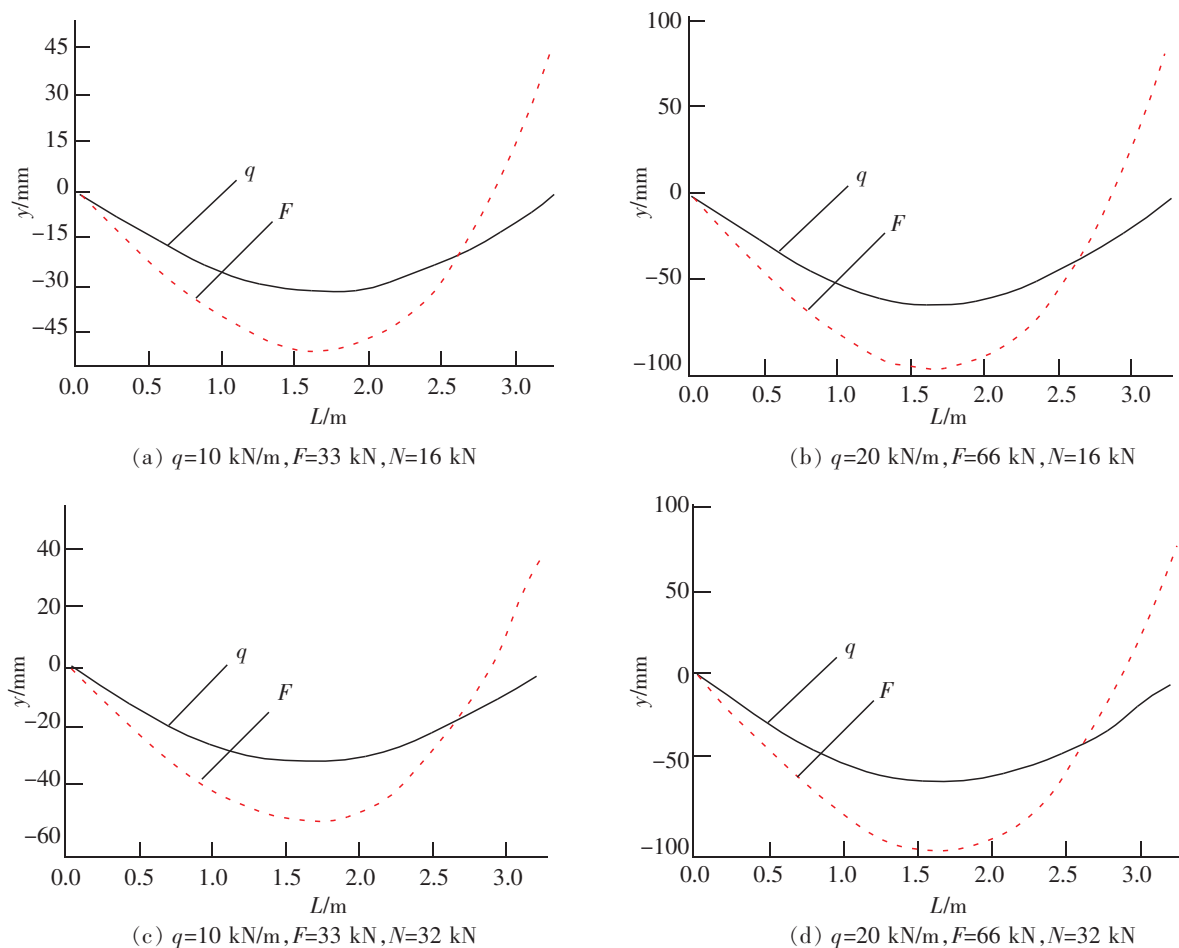 45
30
15
0
−15
−30
−45
y/mm
q
F
0.0 0.5 1.0 1.5 2.0 2.5 3.0
L/m
(a) q=10 kN/m,F=33 kN,N=16 kN
100
50
0
−50
−100
y/mm
q
F
0.0 0.5 1.0 1.5 2.0 2.5 3.0
L/m
(b) q=20 kN/m,F=66 kN,N=16 kN
40
20
0
−20
−40
−60
y/mm
q
F
0.0 0.5 1.0 1.5 2.0 2.5 3.0
L/m
(c) q=10 kN/m,F=33 kN,N=32 kN
100
50
0
−50
−100
y/mm
q
F
0.0 0.5 1.0 1.5 2.0 2.5 3.0
L/m
(d) q=20 kN/m,F=66 kN,N=32 kN